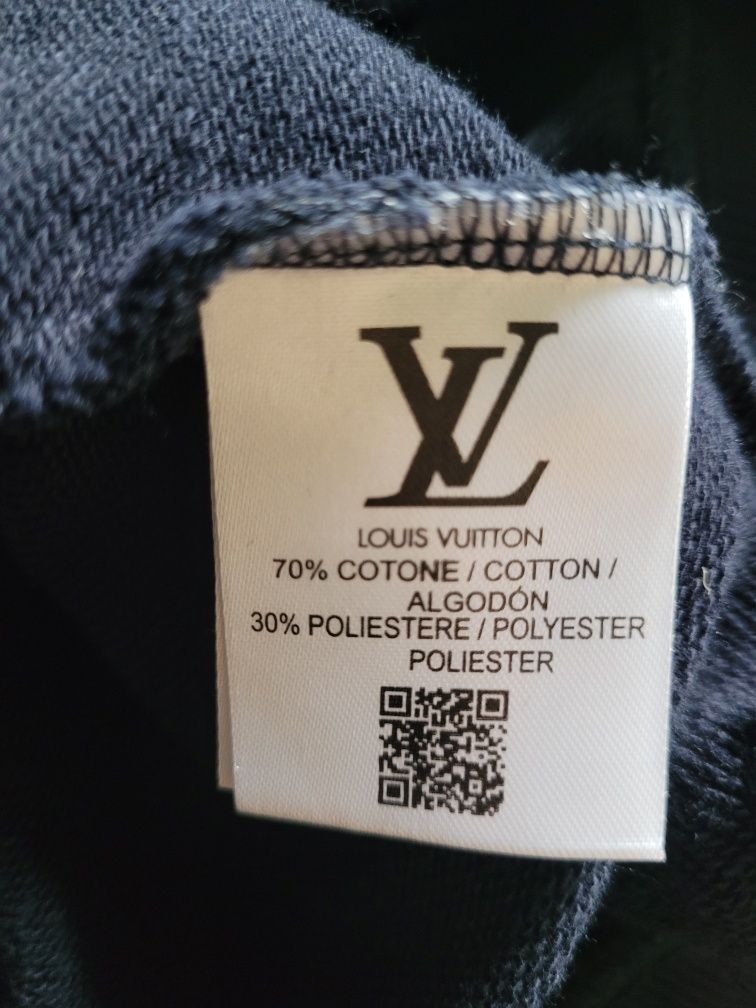 LV
LOUIS VUITTON
70% COTONE / COTTON /
ALGODÓN
30% POLIESTERE / POLYESTER
POLIESTER